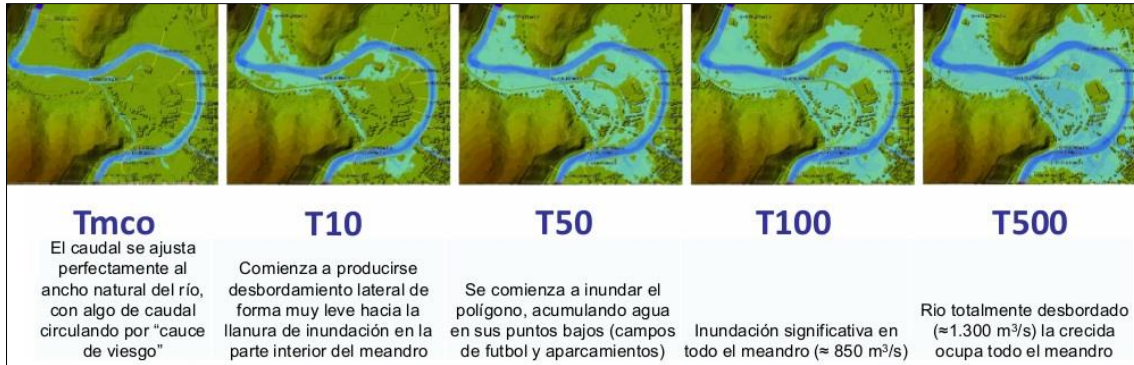 Tmco
El caudal se ajusta
perfectamente al
ancho natural del río,
con algo de caudal
circulando por “cauce
de viesgo”
T10
Comienza a producirse
desbordamiento lateral de
forma muy leve hacia la
llanura de inundación en la
parte interior del meandro
T50
Se comienza a inundar el
polígono, acumulando agua
en sus puntos bajos (campos
de futbol y aparcamientos)
T100
Inundación significativa en
todo el meandro (≈ 850 m³/s)
T500
Rio totalmente desbordado
(≈1.300 m³/s) la crecida
ocupa todo el meandro